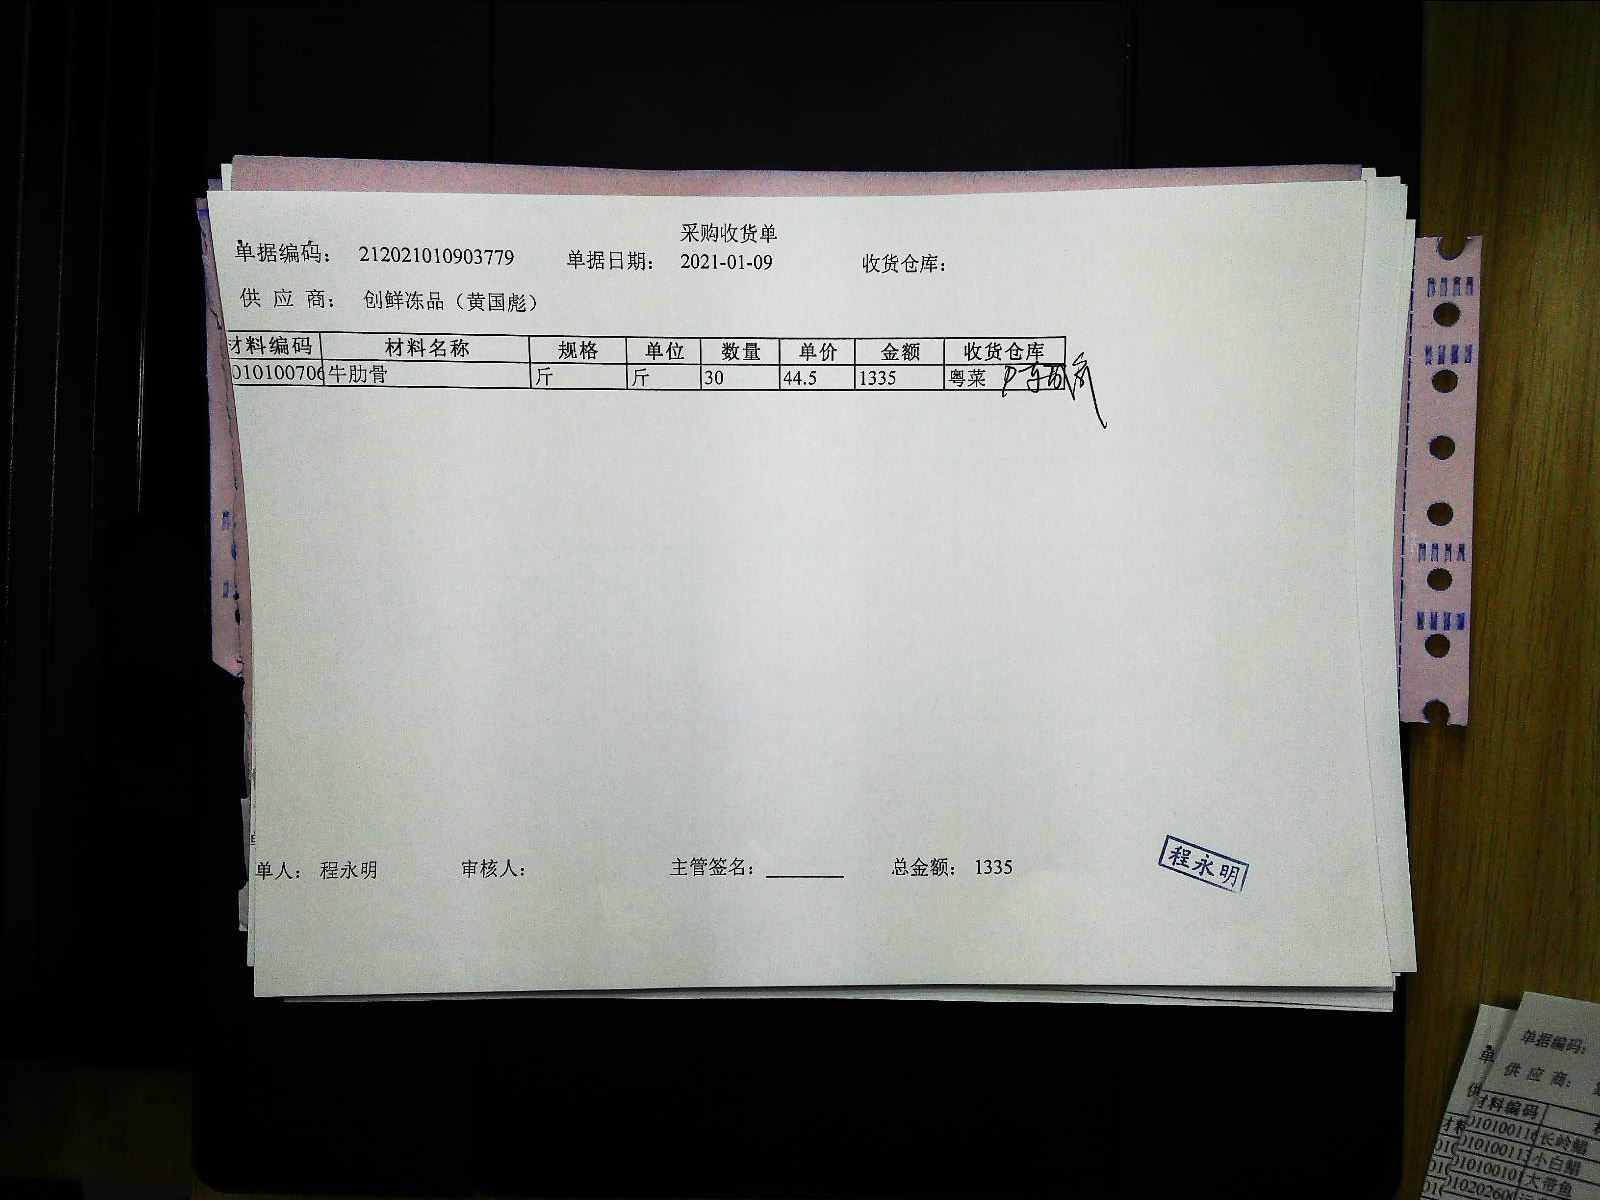 采购收货单
单据编码： 212021010903779 单据日期： 2021-01-09 收货仓库：
供 应 商： 创鲜冻品（黄国彪）
材料编码 材料名称 规格 单位 数量 单价 金额 收货仓库
010100706 牛肋骨 斤 斤 30 44.5 1335 粤菜
单人： 程永明 审核人： 主管签名： 总金额： 1335
程永明
单据编码：
供 应 商：
材料编码
010100116 长岭鲳
010100113 小白鲳
010100101 大带鱼